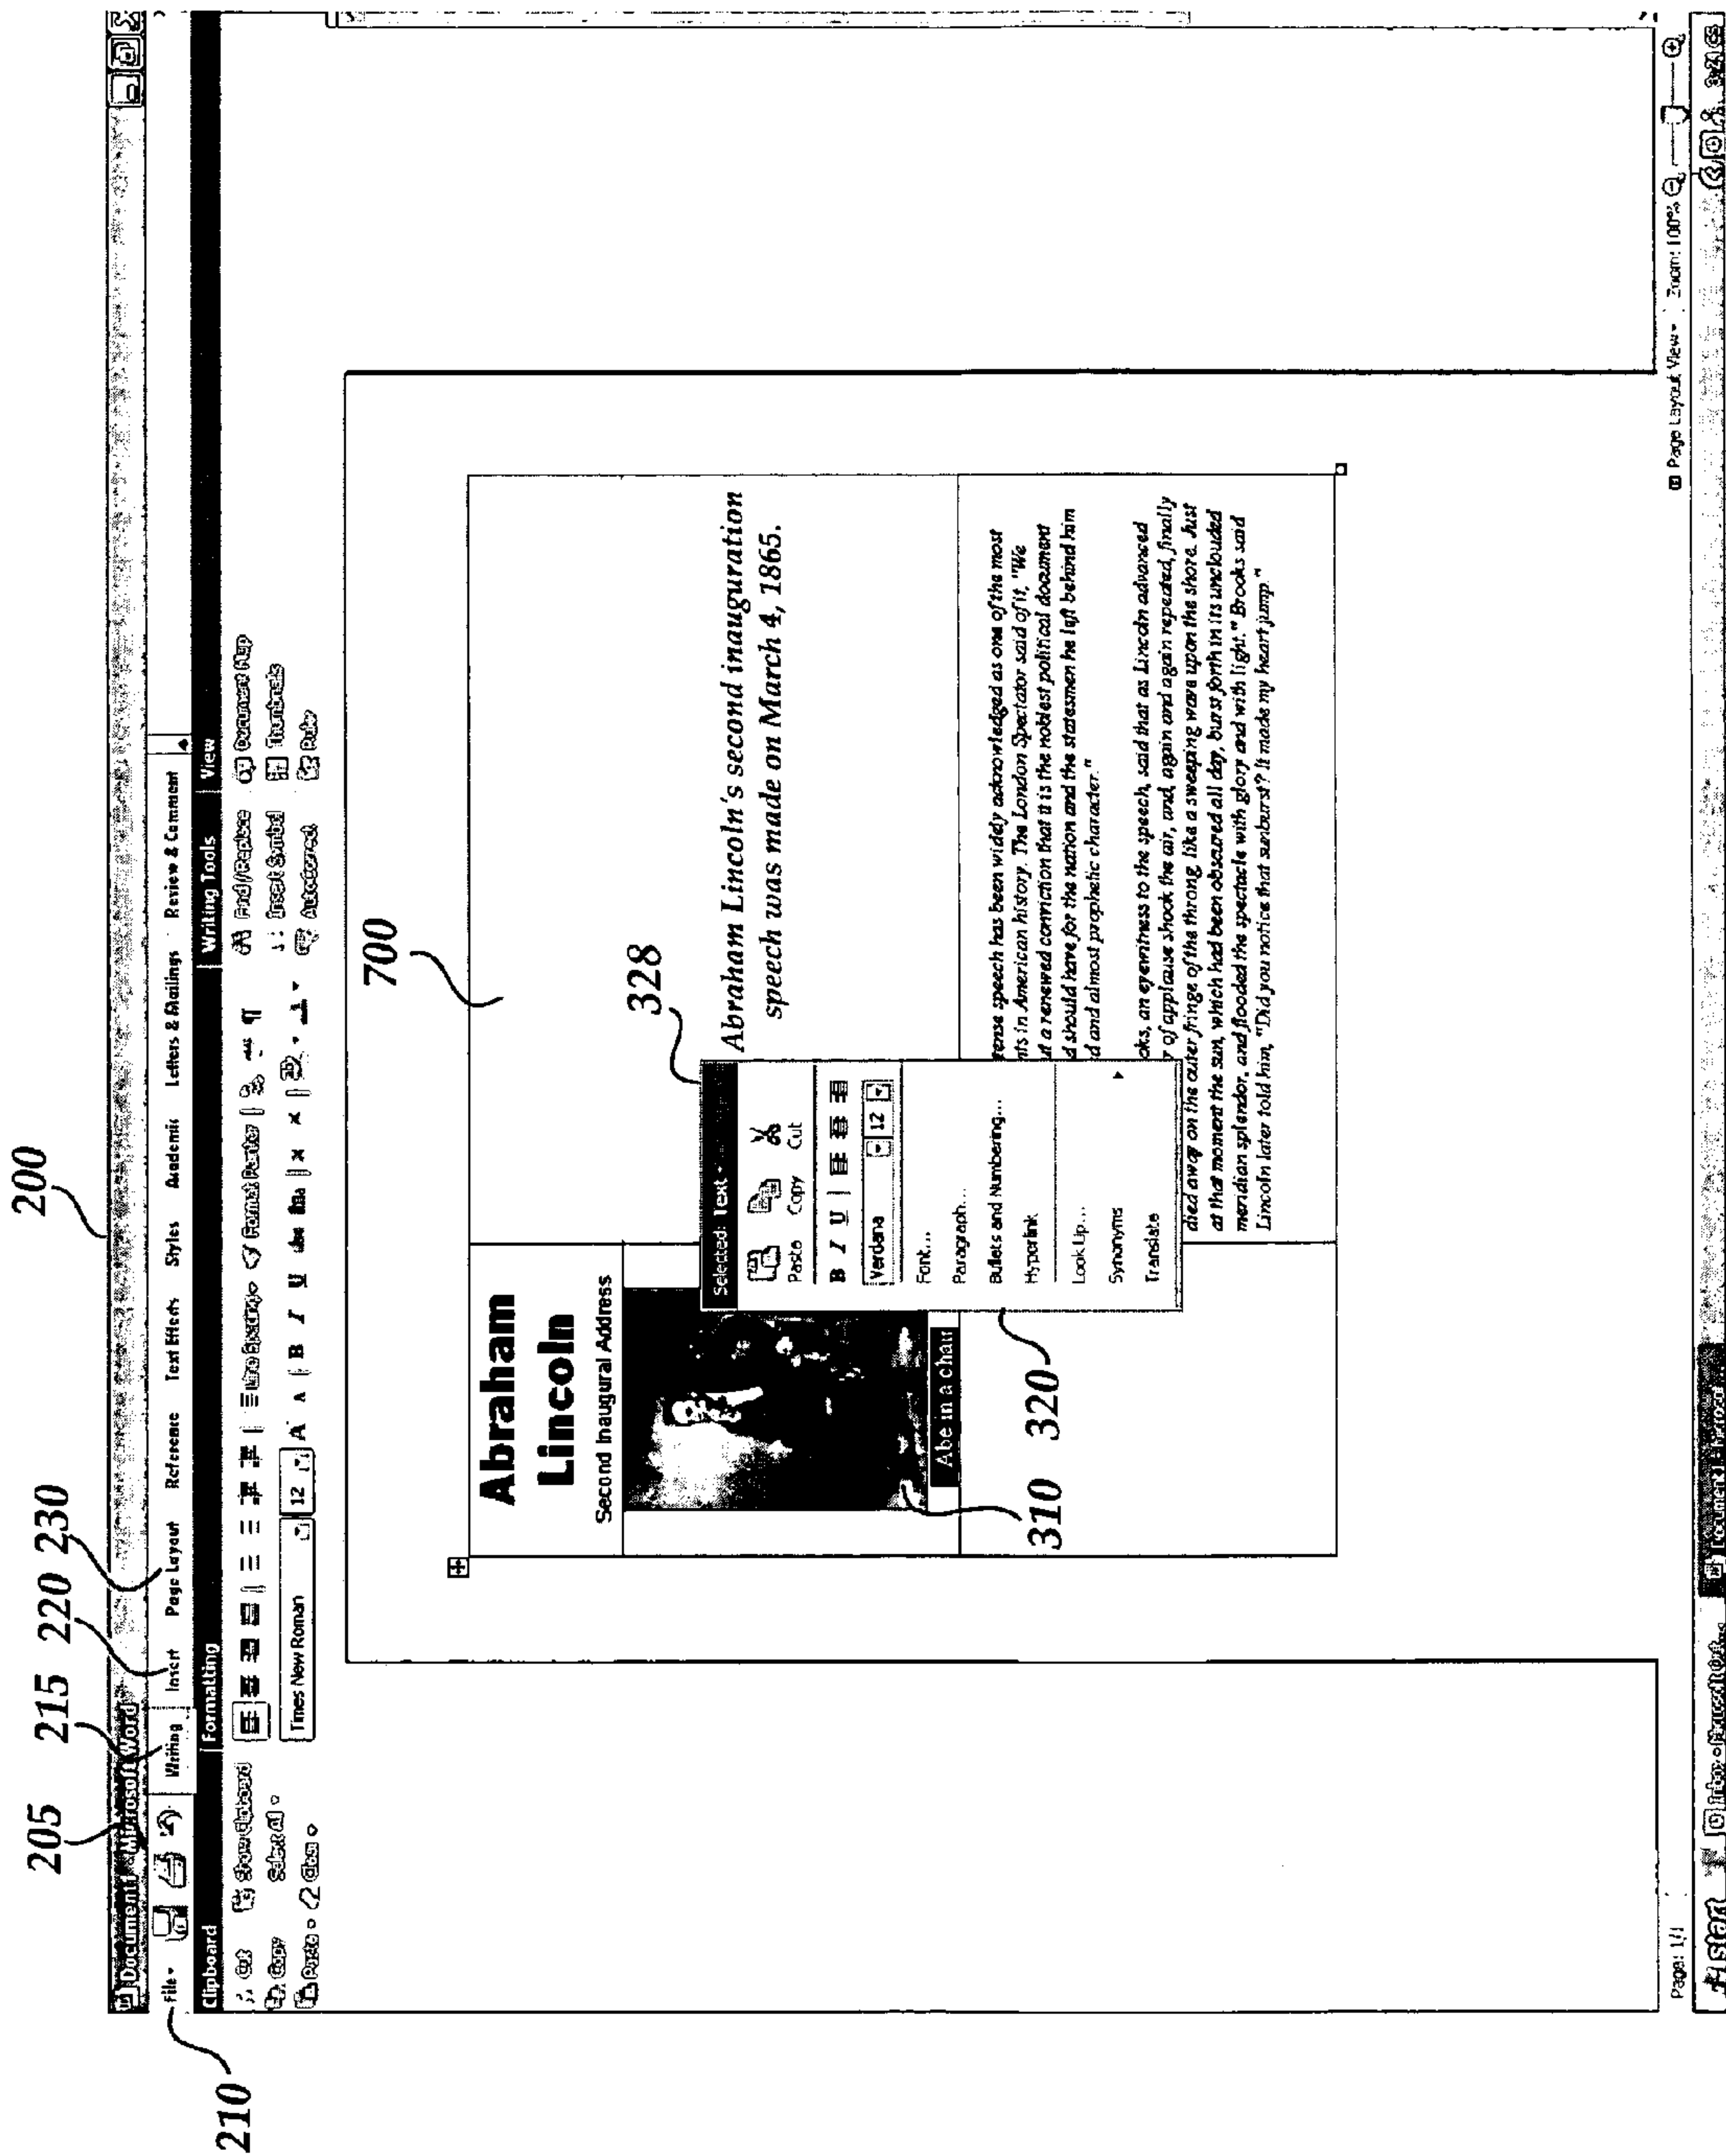 200
205 215 220 230
210
Document1 - Microsoft Word
File Writing Insert Page Layout Reference Text Effects Styles Academic Letters & Mailings Review & Comment
Clipboard Formatting Writing Tools View
Cut Show Clipboard Line Spacing Format Painter ¶ Find/Replace Document Map
Copy Select All Insert Symbol Thumbnails
Paste Clear Times New Roman 12 A A B I U abc x x A Autocorrect Ruler
700
Abraham
Lincoln
Second Inaugural Address
328
Abraham Lincoln's second inauguration
speech was made on March 4, 1865.
Selected: Text
Paste Copy Cut
B I U
Verdana 12
Font...
Paragraph...
Bullets and Numbering...
Hyperlink
Look Up...
Synonyms
Translate
Abe in a chair
310 320
speech has been widely acknowledged as one of the most
in American history. The London Spectator said of it, "We
a renewed conviction that it is the noblest political document
should have for the nation and the statesmen he left behind him
and almost prophetic character."
an eyewitness to the speech, said that as Lincoln advanced
of applause shook the air, and, again and again repeated, finally
died away on the outer fringe of the throng, like a sweeping wave upon the shore. Just
at that moment the sun, which had been obscured all day, burst forth in its unclouded
meridian splendor, and flooded the spectacle with glory and with light." Brooks said
Lincoln later told him, "Did you notice that sunburst? It made my heart jump."
Page: 1/1 Page Layout View Zoom: 100%
start Inbox - Microsoft Out... Document1 - Microsof...